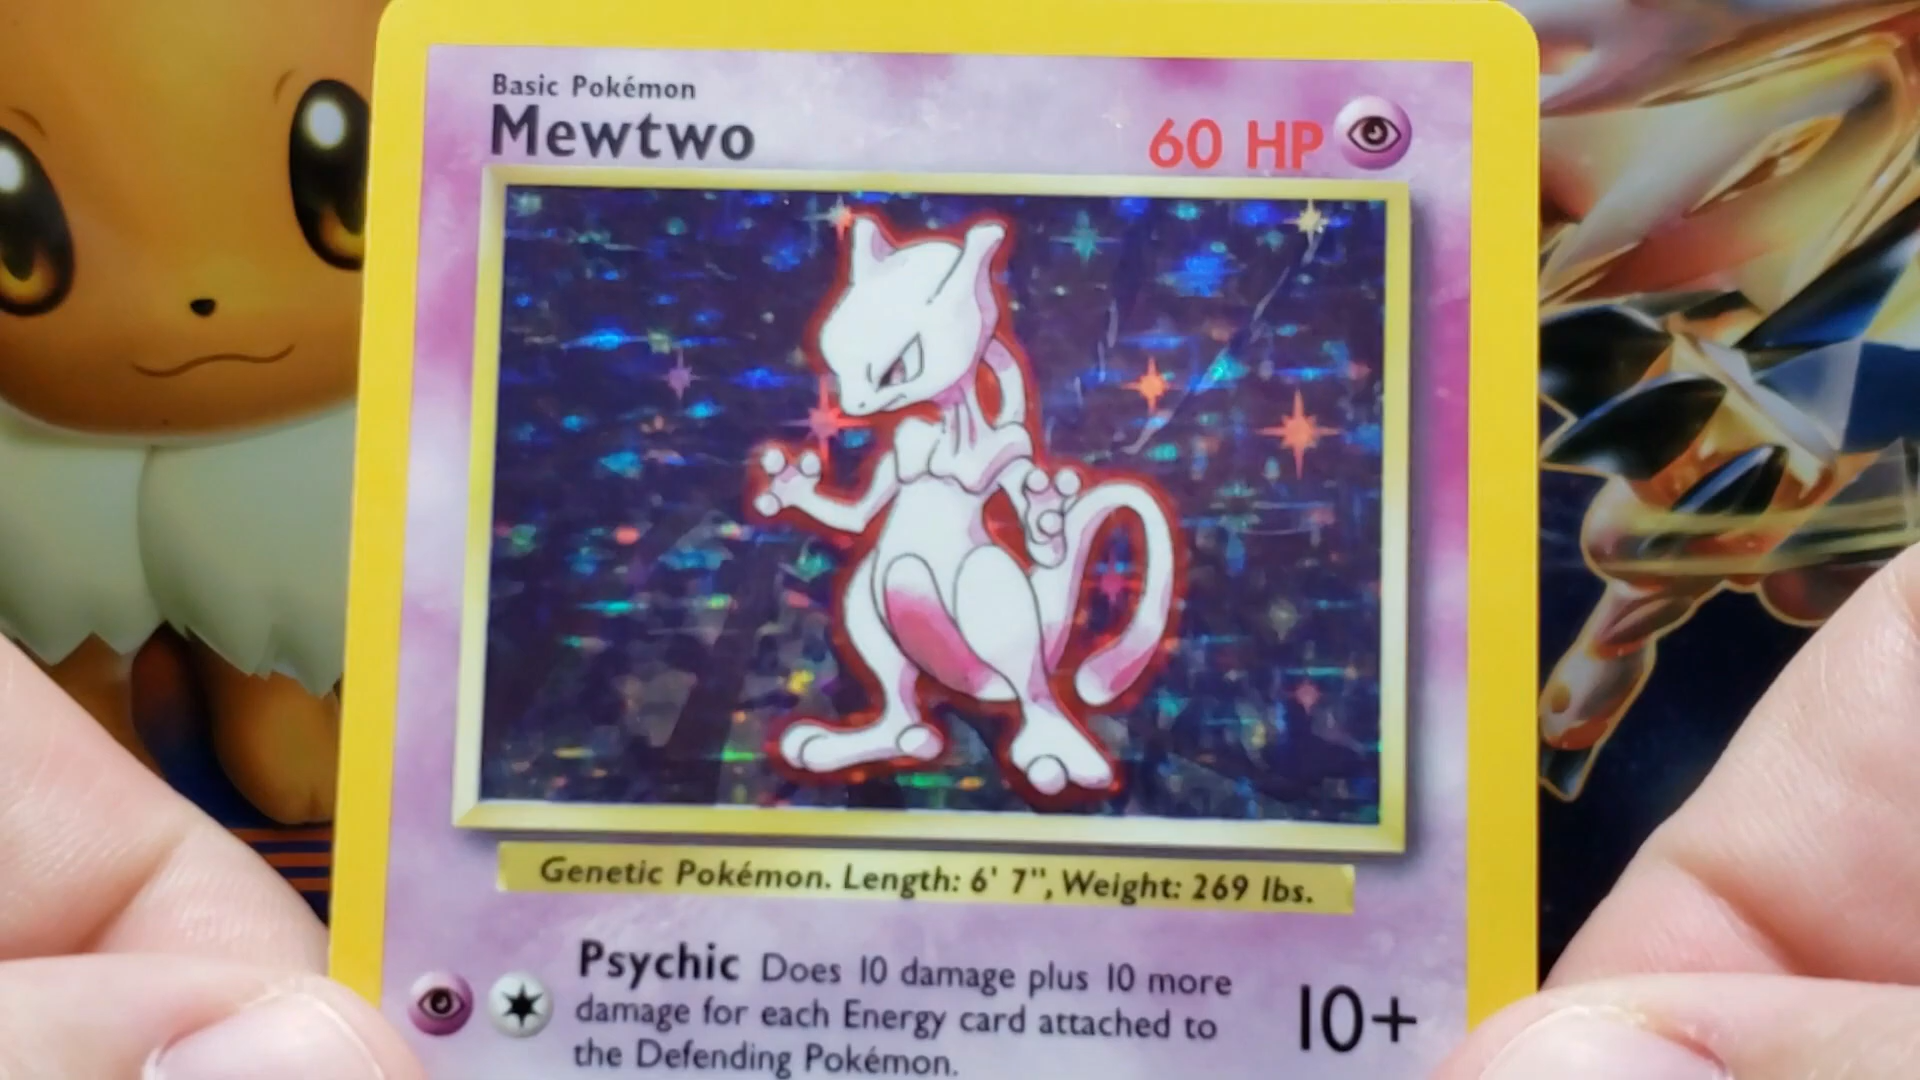 Basic Pokémon
Mewtwo
60 HP
Genetic Pokémon. Length: 6' 7", Weight: 269 lbs.
Psychic Does 10 damage plus 10 more
damage for each Energy card attached to
the Defending Pokémon.
10+